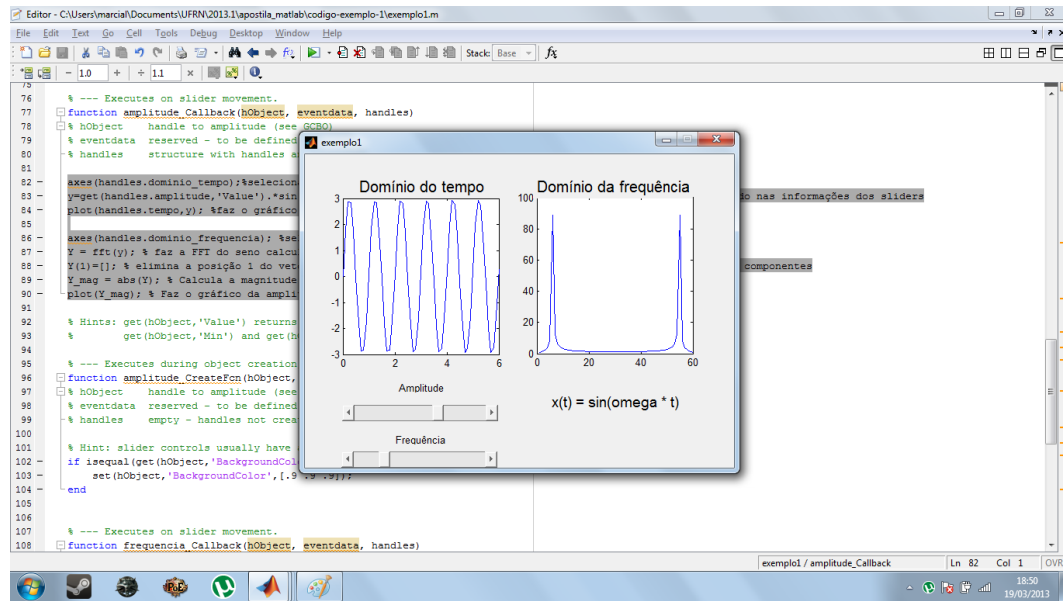 Editor - C:\Users\marcial\Documents\UFRN\2013.1\apostila_matlab\codigo-exemplo-1\exemplo1.m
File Edit Text Go Cell Tools Debug Desktop Window Help
Stack: Base fx
- 1.0 + ÷ 1.1 ×
75
76 % --- Executes on slider movement.
77 function amplitude_Callback(hObject, eventdata, handles)
78 % hObject handle to amplitude (see GCBO)
79 % eventdata reserved - to be defined
80 % handles structure with handles
81
82 - axes(handles.dominio_tempo);%selecion
83 - y=get(handles.amplitude,'Value').*sin do nas informações dos sliders
84 - plot(handles.tempo,y); %faz o gráfico
85
86 - axes(handles.dominio_frequencia); %se
87 - Y = fft(y); % faz a FFT do seno calcu
88 - Y(1)=[]; % elimina a posição 1 do vet componentes
89 - Y_mag = abs(Y); % Calcula a magnitude
90 - plot(Y_mag); % Faz o gráfico da ampli
91
92 % Hints: get(hObject,'Value') returns
93 % get(hObject,'Min') and get(h
94
95 % --- Executes during object creation
96 function amplitude_CreateFcn(hObject,
97 % hObject handle to amplitude (see
98 % eventdata reserved - to be defined
99 % handles empty - handles not crea
100
101 % Hint: slider controls usually have
102 - if isequal(get(hObject,'BackgroundCol
103 - set(hObject,'BackgroundColor',[.9 .9 .9]);
104 - end
105
106
107 % --- Executes on slider movement.
108 function frequencia_Callback(hObject, eventdata, handles)
exemplo1
Domínio do tempo
3
2
1
0
-1
-2
-3
0 2 4 6
Domínio da frequência
100
80
60
40
20
0
0 20 40 60
Amplitude
x(t) = sin(omega * t)
Frequência
exemplo1 / amplitude_Callback Ln 82 Col 1 OVR
PoE
18:50
19/03/2013